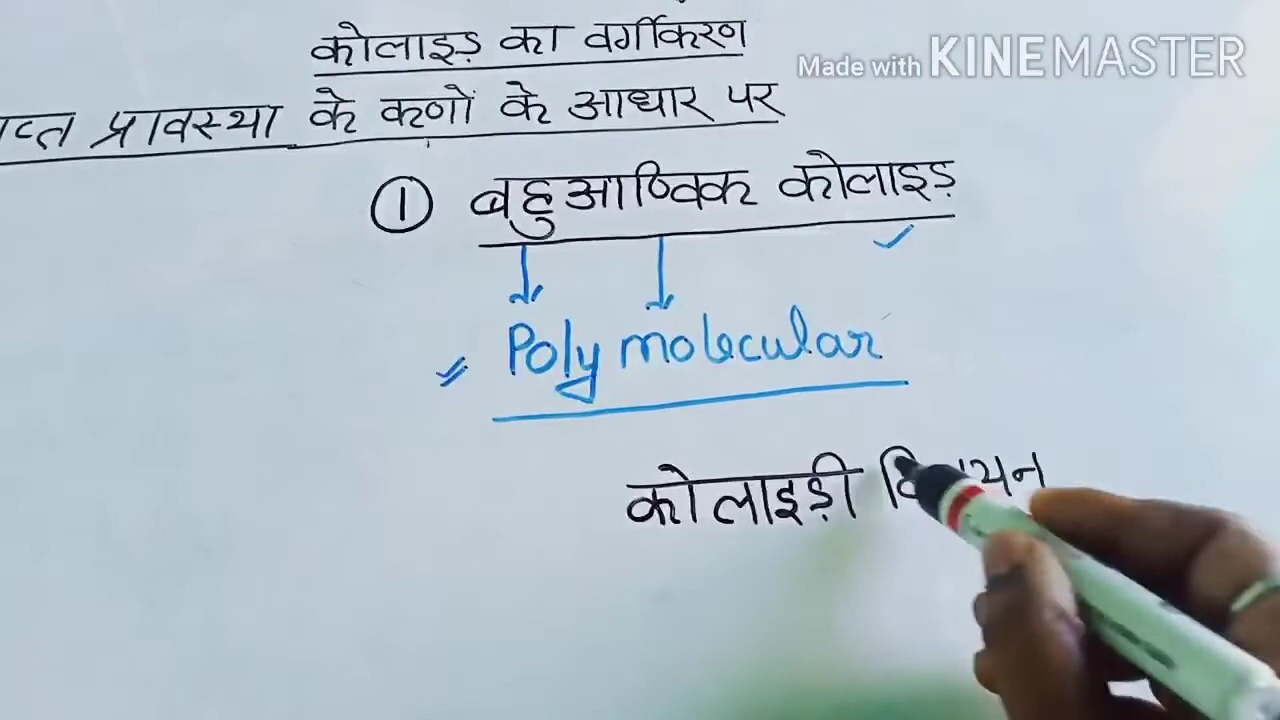 कोलाइड़ का वर्गीकरण
Made with KINEMASTER
प्रावस्था के कणों के आधार पर
① बहुआण्विक कोलाइड़
Poly molecular
कोलाइड़ी